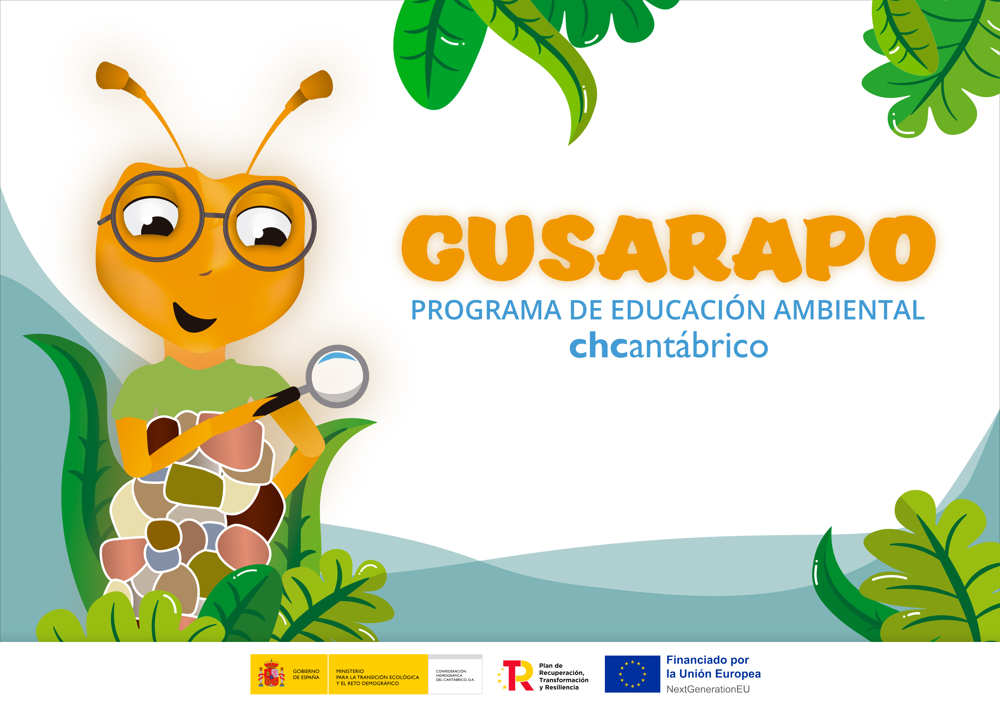 GUSARAPO
PROGRAMA DE EDUCACIÓN AMBIENTAL
chcantábrico
GOBIERNO
DE ESPAÑA
MINISTERIO
PARA LA TRANSICIÓN ECOLÓGICA
Y EL RETO DEMOGRÁFICO
CONFEDERACIÓN
HIDROGRÁFICA
DEL CANTÁBRICO, O.A.
TR
Plan de
Recuperación,
Transformación
y Resiliencia
Financiado por
la Unión Europea
NextGenerationEU